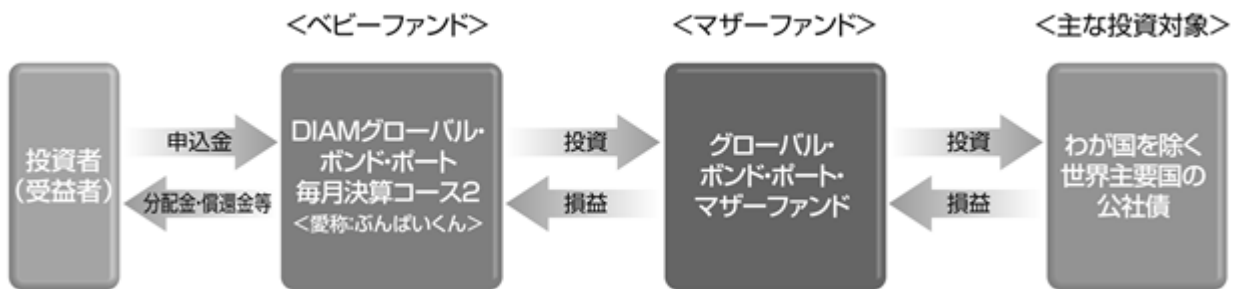 <ベビーファンド>
<マザーファンド>
<主な投資対象>
投資者
(受益者)
申込金
分配金・償還金等
DIAMグローバル・
ボンド・ポート
毎月決算コース2
<愛称:ぶんぱいくん>
投資
損益
グローバル・
ボンド・ポート・
マザーファンド
投資
損益
わが国を除く
世界主要国の
公社債